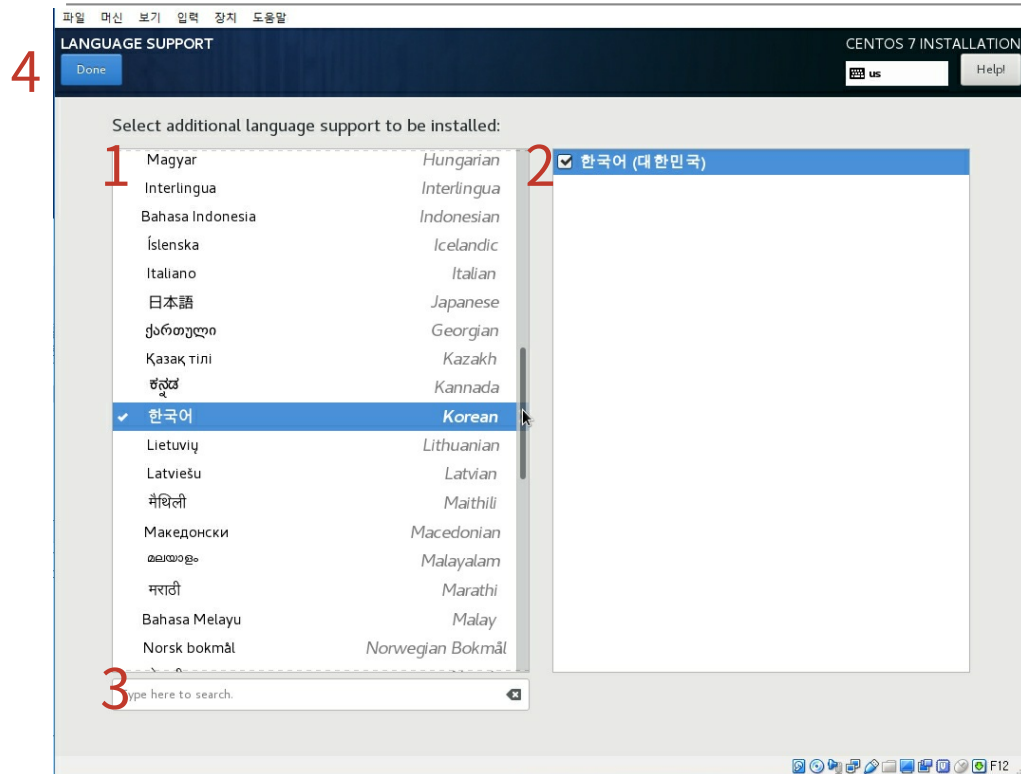 파일 머신 보기 입력 장치 도움말
LANGUAGE SUPPORT CENTOS 7 INSTALLATION
4 Done us Help!
Select additional language support to be installed:
1 Magyar Hungarian 2 한국어 (대한민국)
Interlingua Interlingua
Bahasa Indonesia Indonesian
Íslenska Icelandic
Italiano Italian
日本語 Japanese
ქართული Georgian
Қазақ тілі Kazakh
ಕನ್ನಡ Kannada
한국어 Korean
Lietuvių Lithuanian
Latviešu Latvian
मैथिली Maithili
Македонски Macedonian
മലയാളം Malayalam
मराठी Marathi
Bahasa Melayu Malay
Norsk bokmål Norwegian Bokmål
3 Type here to search.
F12